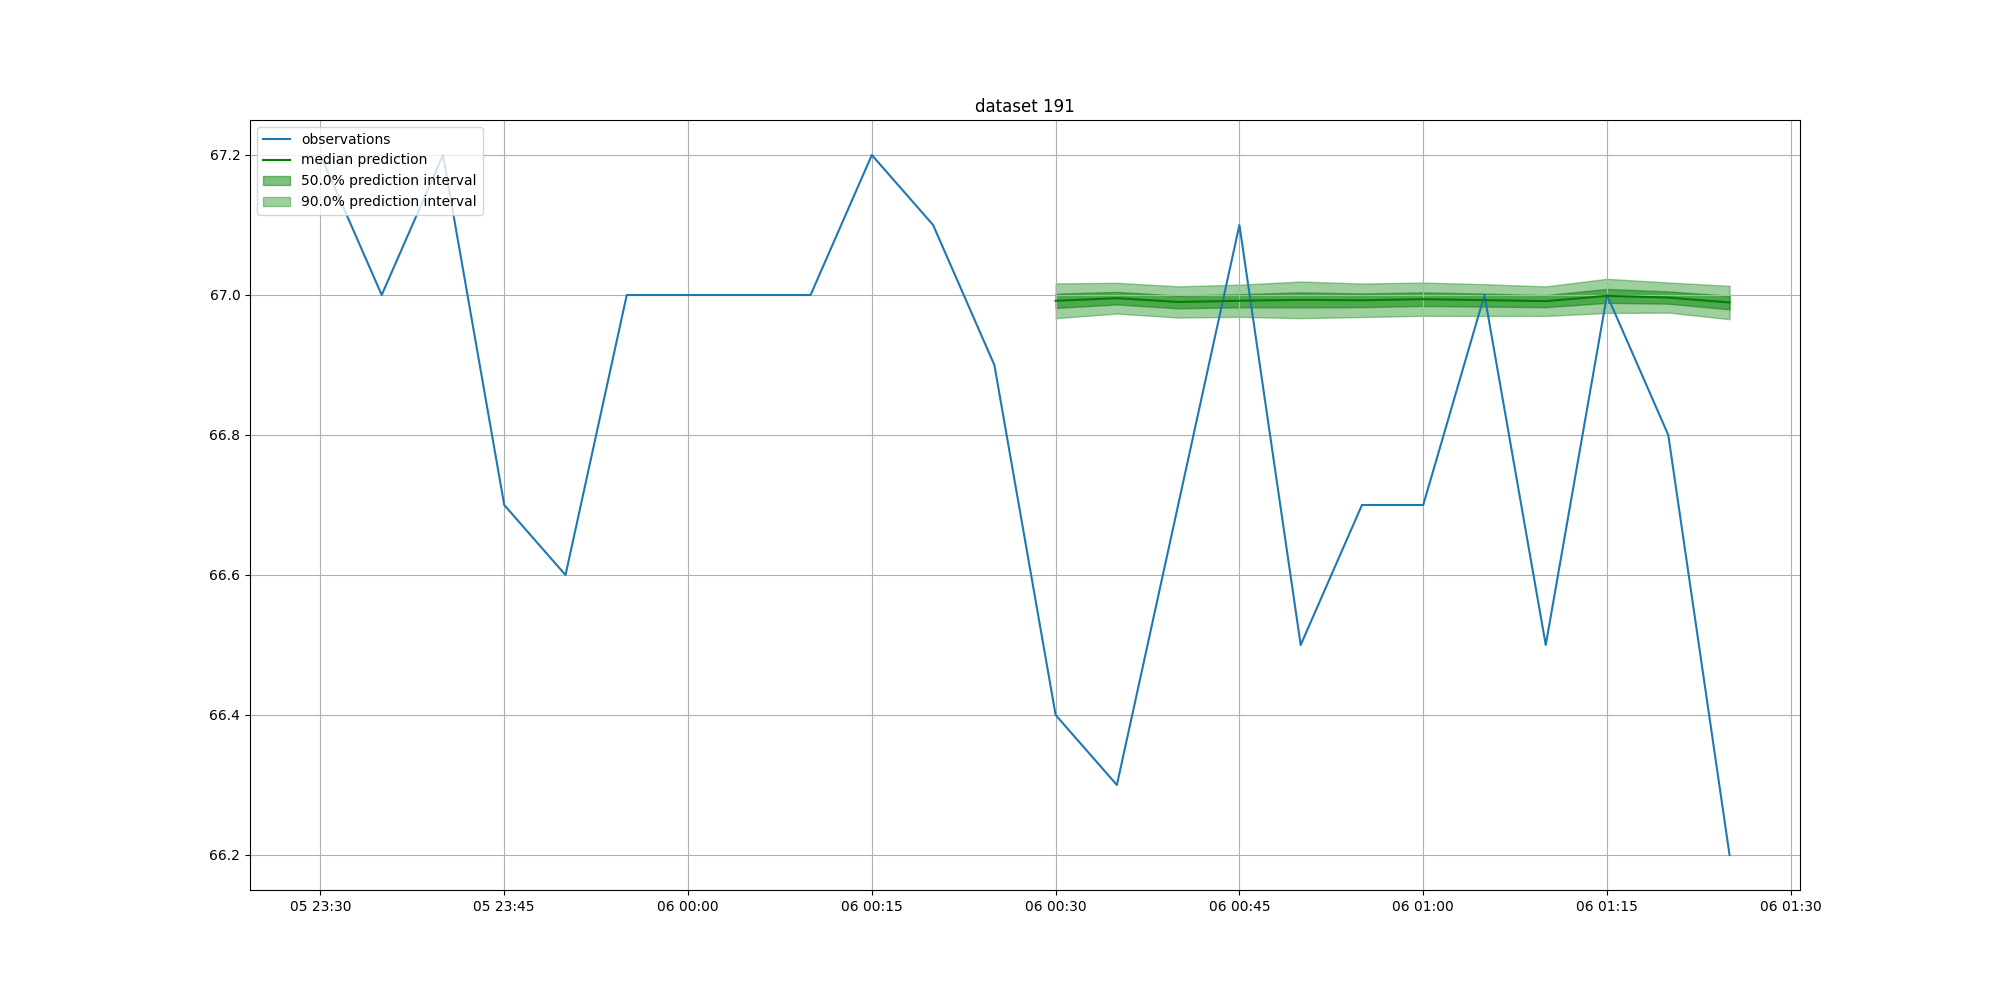 dataset 191
observations
median prediction
50.0% prediction interval
90.0% prediction interval
67.2
67.0
66.8
66.6
66.4
66.2
05 23:30 05 23:45 06 00:00 06 00:15 06 00:30 06 00:45 06 01:00 06 01:15 06 01:30